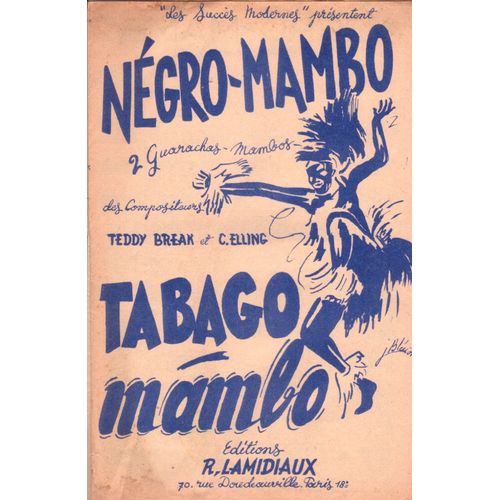 "Les Succès Modernes" présentent
NÉGRO-MAMBO
2 Guarachas-Mambos-
des Compositeurs
TEDDY BREAK et C. ELLING
TABAGO
mambo
Editions
R. LAMIDIAUX
70. rue Doudeauville. Paris 18e